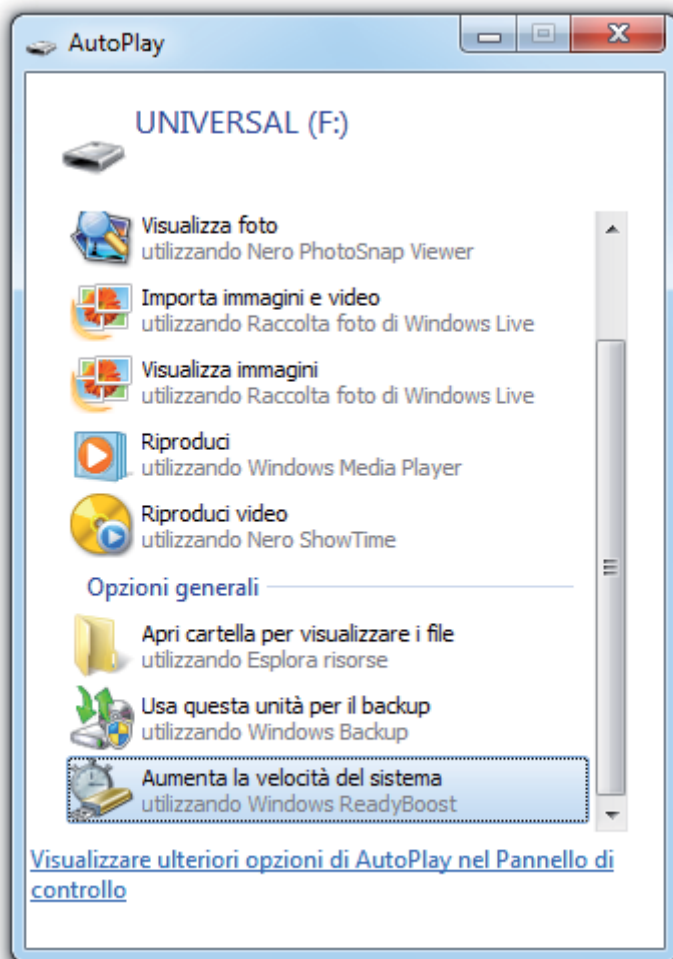 AutoPlay
UNIVERSAL (F:)
Visualizza foto
utilizzando Nero PhotoSnap Viewer
Importa immagini e video
utilizzando Raccolta foto di Windows Live
Visualizza immagini
utilizzando Raccolta foto di Windows Live
Riproduci
utilizzando Windows Media Player
Riproduci video
utilizzando Nero ShowTime
Opzioni generali
Apri cartella per visualizzare i file
utilizzando Esplora risorse
Usa questa unità per il backup
utilizzando Windows Backup
Aumenta la velocità del sistema
utilizzando Windows ReadyBoost
Visualizzare ulteriori opzioni di AutoPlay nel Pannello di
controllo